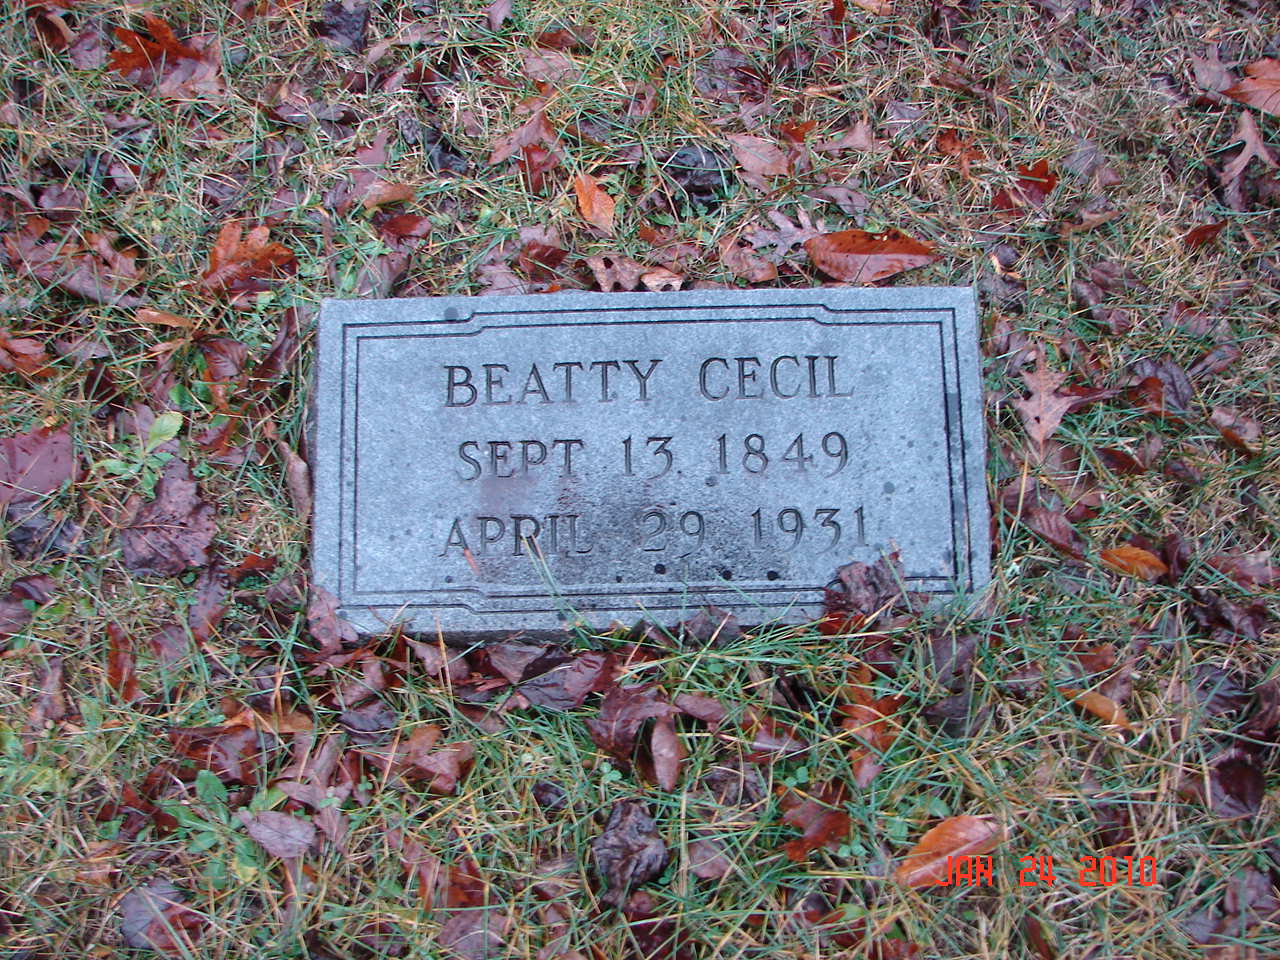 BEATTY CECIL
SEPT 13. 1849
APRIL 29 1931
JAN 24 2010